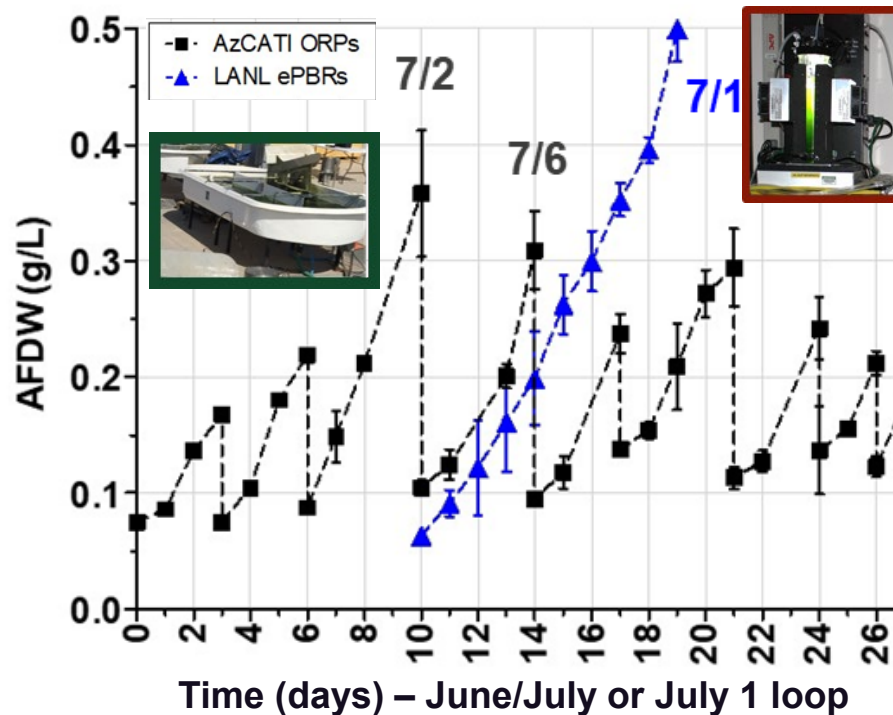 AzCATI ORPs
LANL ePBRs
7/2
7/6
7/1
AFDW(g/L)
0.5
0.4
0.3
0.2
0.1
0.0
0 2 4 6 8 10 12 14 16 18 20 22 24 26
Time (days) – June/July or July 1 loop